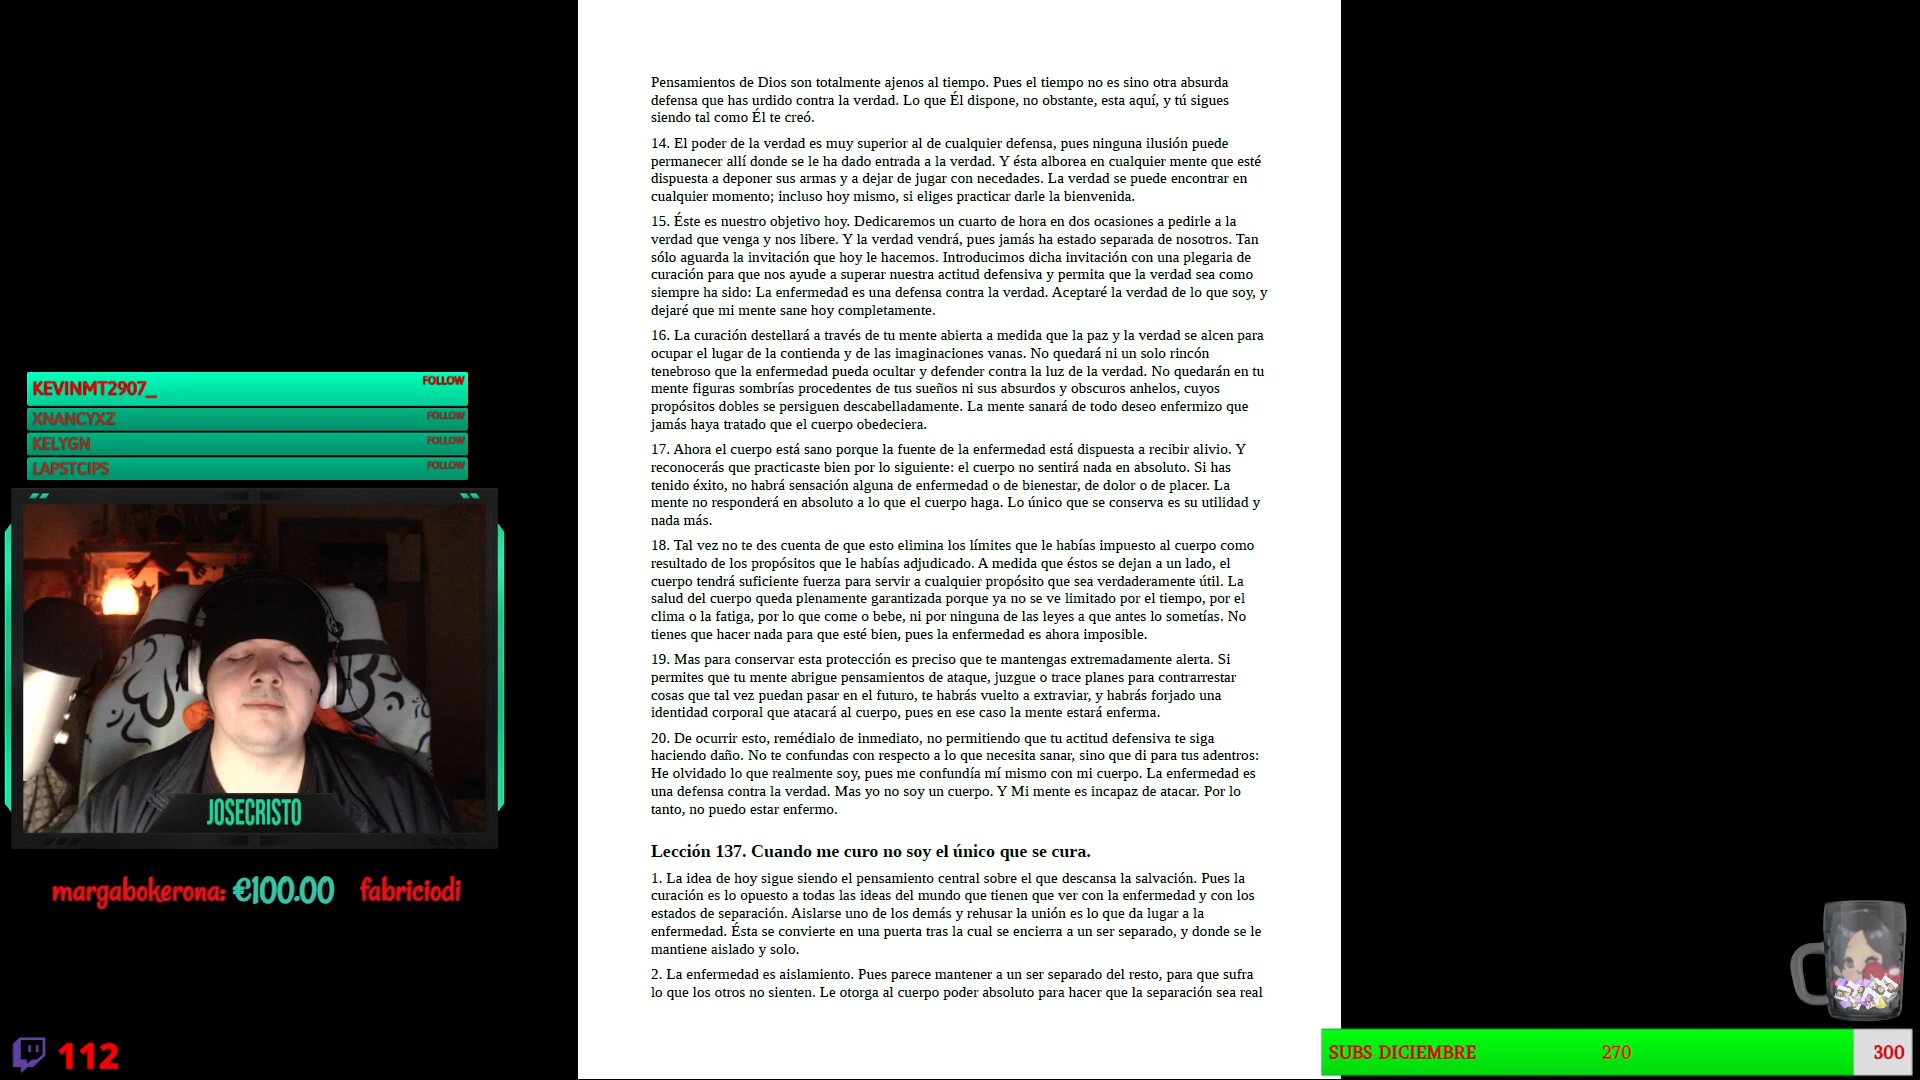 Pensamientos de Dios son totalmente ajenos al tiempo. Pues el tiempo no es sino otra absurda
defensa que has urdido contra la verdad. Lo que Él dispone, no obstante, esta aquí, y tú sigues
siendo tal como Él te creó.
14. El poder de la verdad es muy superior al de cualquier defensa, pues ninguna ilusión puede
permanecer allí donde se le ha dado entrada a la verdad. Y ésta alborea en cualquier mente que esté
dispuesta a deponer sus armas y a dejar de jugar con necedades. La verdad se puede encontrar en
cualquier momento; incluso hoy mismo, si eliges practicar darle la bienvenida.
15. Éste es nuestro objetivo hoy. Dedicaremos un cuarto de hora en dos ocasiones a pedirle a la
verdad que venga y nos libere. Y la verdad vendrá, pues jamás ha estado separada de nosotros. Tan
sólo aguarda la invitación que hoy le hacemos. Introducimos dicha invitación con una plegaria de
curación para que nos ayude a superar nuestra actitud defensiva y permita que la verdad sea como
siempre ha sido: La enfermedad es una defensa contra la verdad. Aceptaré la verdad de lo que soy, y
dejaré que mi mente sane hoy completamente.
16. La curación destellará a través de tu mente abierta a medida que la paz y la verdad se alcen para
ocupar el lugar de la contienda y de las imaginaciones vanas. No quedará ni un solo rincón
tenebroso que la enfermedad pueda ocultar y defender contra la luz de la verdad. No quedarán en tu
mente figuras sombrías procedentes de tus sueños ni sus absurdos y obscuros anhelos, cuyos
propósitos dobles se persiguen descabelladamente. La mente sanará de todo deseo enfermizo que
jamás haya tratado que el cuerpo obedeciera.
17. Ahora el cuerpo está sano porque la fuente de la enfermedad está dispuesta a recibir alivio. Y
reconocerás que practicaste bien por lo siguiente: el cuerpo no sentirá nada en absoluto. Si has
tenido éxito, no habrá sensación alguna de enfermedad o de bienestar, de dolor o de placer. La
mente no responderá en absoluto a lo que el cuerpo haga. Lo único que se conserva es su utilidad y
nada más.
18. Tal vez no te des cuenta de que esto elimina los límites que le habías impuesto al cuerpo como
resultado de los propósitos que le habías adjudicado. A medida que éstos se dejan a un lado, el
cuerpo tendrá suficiente fuerza para servir a cualquier propósito que sea verdaderamente útil. La
salud del cuerpo queda plenamente garantizada porque ya no se ve limitado por el tiempo, por el
clima o la fatiga, por lo que come o bebe, ni por ninguna de las leyes a que antes lo sometías. No
tienes que hacer nada para que esté bien, pues la enfermedad es ahora imposible.
19. Mas para conservar esta protección es preciso que te mantengas extremadamente alerta. Si
permites que tu mente abrigue pensamientos de ataque, juzgue o trace planes para contrarrestar
cosas que tal vez puedan pasar en el futuro, te habrás vuelto a extraviar, y habrás forjado una
identidad corporal que atacará al cuerpo, pues en ese caso la mente estará enferma.
20. De ocurrir esto, remédialo de inmediato, no permitiendo que tu actitud defensiva te siga
haciendo daño. No te confundas con respecto a lo que necesita sanar, sino que di para tus adentros:
He olvidado lo que realmente soy, pues me confundía mí mismo con mi cuerpo. La enfermedad es
una defensa contra la verdad. Mas yo no soy un cuerpo. Y Mi mente es incapaz de atacar. Por lo
tanto, no puedo estar enfermo.
Lección 137. Cuando me curo no soy el único que se cura.
1. La idea de hoy sigue siendo el pensamiento central sobre el que descansa la salvación. Pues la
curación es lo opuesto a todas las ideas del mundo que tienen que ver con la enfermedad y con los
estados de separación. Aislarse uno de los demás y rehusar la unión es lo que da lugar a la
enfermedad. Ésta se convierte en una puerta tras la cual se encierra a un ser separado, y donde se le
mantiene aislado y solo.
2. La enfermedad es aislamiento. Pues parece mantener a un ser separado del resto, para que sufra
lo que los otros no sienten. Le otorga al cuerpo poder absoluto para hacer que la separación sea real
KEVINMT2907_ FOLLOW
XNANCYXZ FOLLOW
KELYGN FOLLOW
LAPSTCIPS FOLLOW
JOSECRISTO
margabokerona: €100.00 fabriciodi
112
SUBS DICIEMBRE 270 300